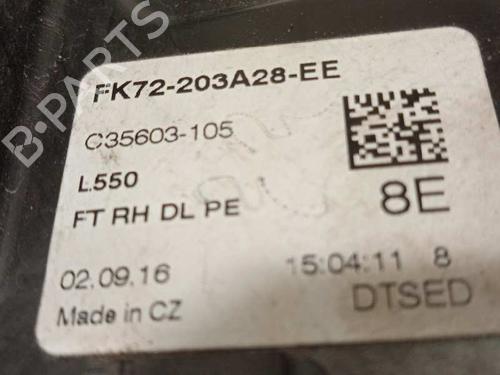 B-PARTS
FK72-203A28-EE
C35603-105
L550
FT RH DL PE
8E
02.09.16
15:04:11 8
Made in CZ
DTSED